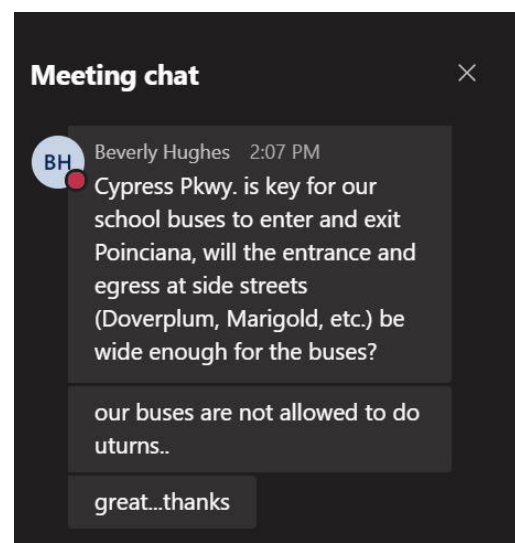 Meeting chat
BH
Beverly Hughes 2:07 PM
Cypress Pkwy. is key for our
school buses to enter and exit
Poinciana, will the entrance and
egress at side streets
(Doverplum, Marigold, etc.) be
wide enough for the buses?
our buses are not allowed to do
uturns..
great...thanks